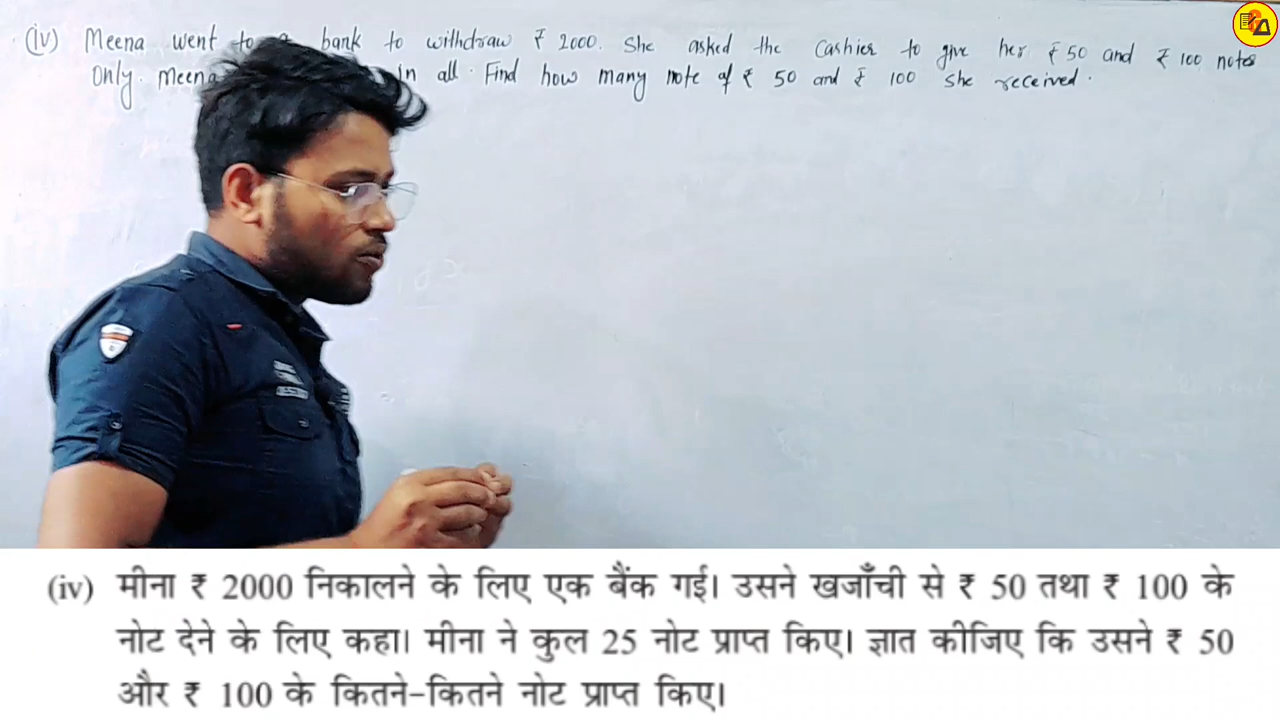 (iv) Meena went to a bank to withdraw ₹ 2000. She asked the Cashier to give her ₹ 50 and ₹ 100 notes
Only. Meena in all. Find how many note of ₹ 50 and ₹ 100 she received.
(iv) मीना ₹ 2000 निकालने के लिए एक बैंक गई। उसने खजाँची से ₹ 50 तथा ₹ 100 के
नोट देने के लिए कहा। मीना ने कुल 25 नोट प्राप्त किए। ज्ञात कीजिए कि उसने ₹ 50
और ₹ 100 के कितने-कितने नोट प्राप्त किए।